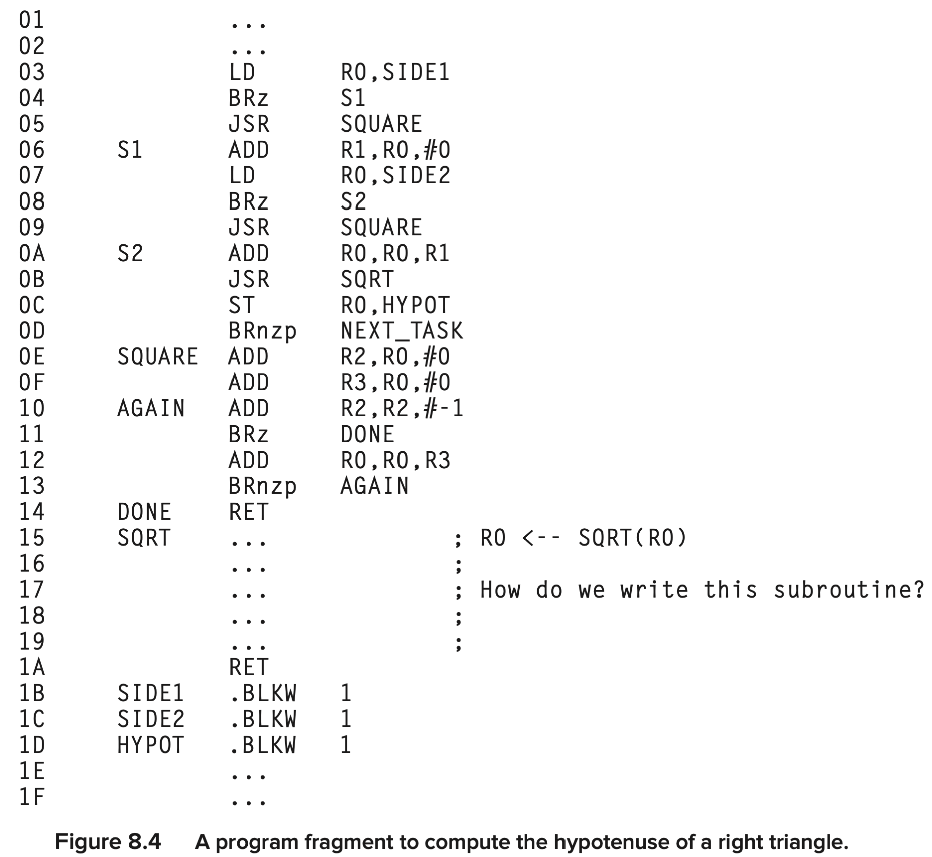 01 ...
02 ...
03 LD R0,SIDE1
04 BRz S1
05 JSR SQUARE
06 S1 ADD R1,R0,#0
07 LD R0,SIDE2
08 BRz S2
09 JSR SQUARE
0A S2 ADD R0,R0,R1
0B JSR SQRT
0C ST R0,HYPOT
0D BRnzp NEXT_TASK
0E SQUARE ADD R2,R0,#0
0F ADD R3,R0,#0
10 AGAIN ADD R2,R2,#-1
11 BRz DONE
12 ADD R0,R0,R3
13 BRnzp AGAIN
14 DONE RET
15 SQRT ... ; R0 <-- SQRT(R0)
16 ... ;
17 ... ; How do we write this subroutine?
18 ... ;
19 ... ;
1A RET
1B SIDE1 .BLKW 1
1C SIDE2 .BLKW 1
1D HYPOT .BLKW 1
1E ...
1F ...
Figure 8.4 A program fragment to compute the hypotenuse of a right triangle.